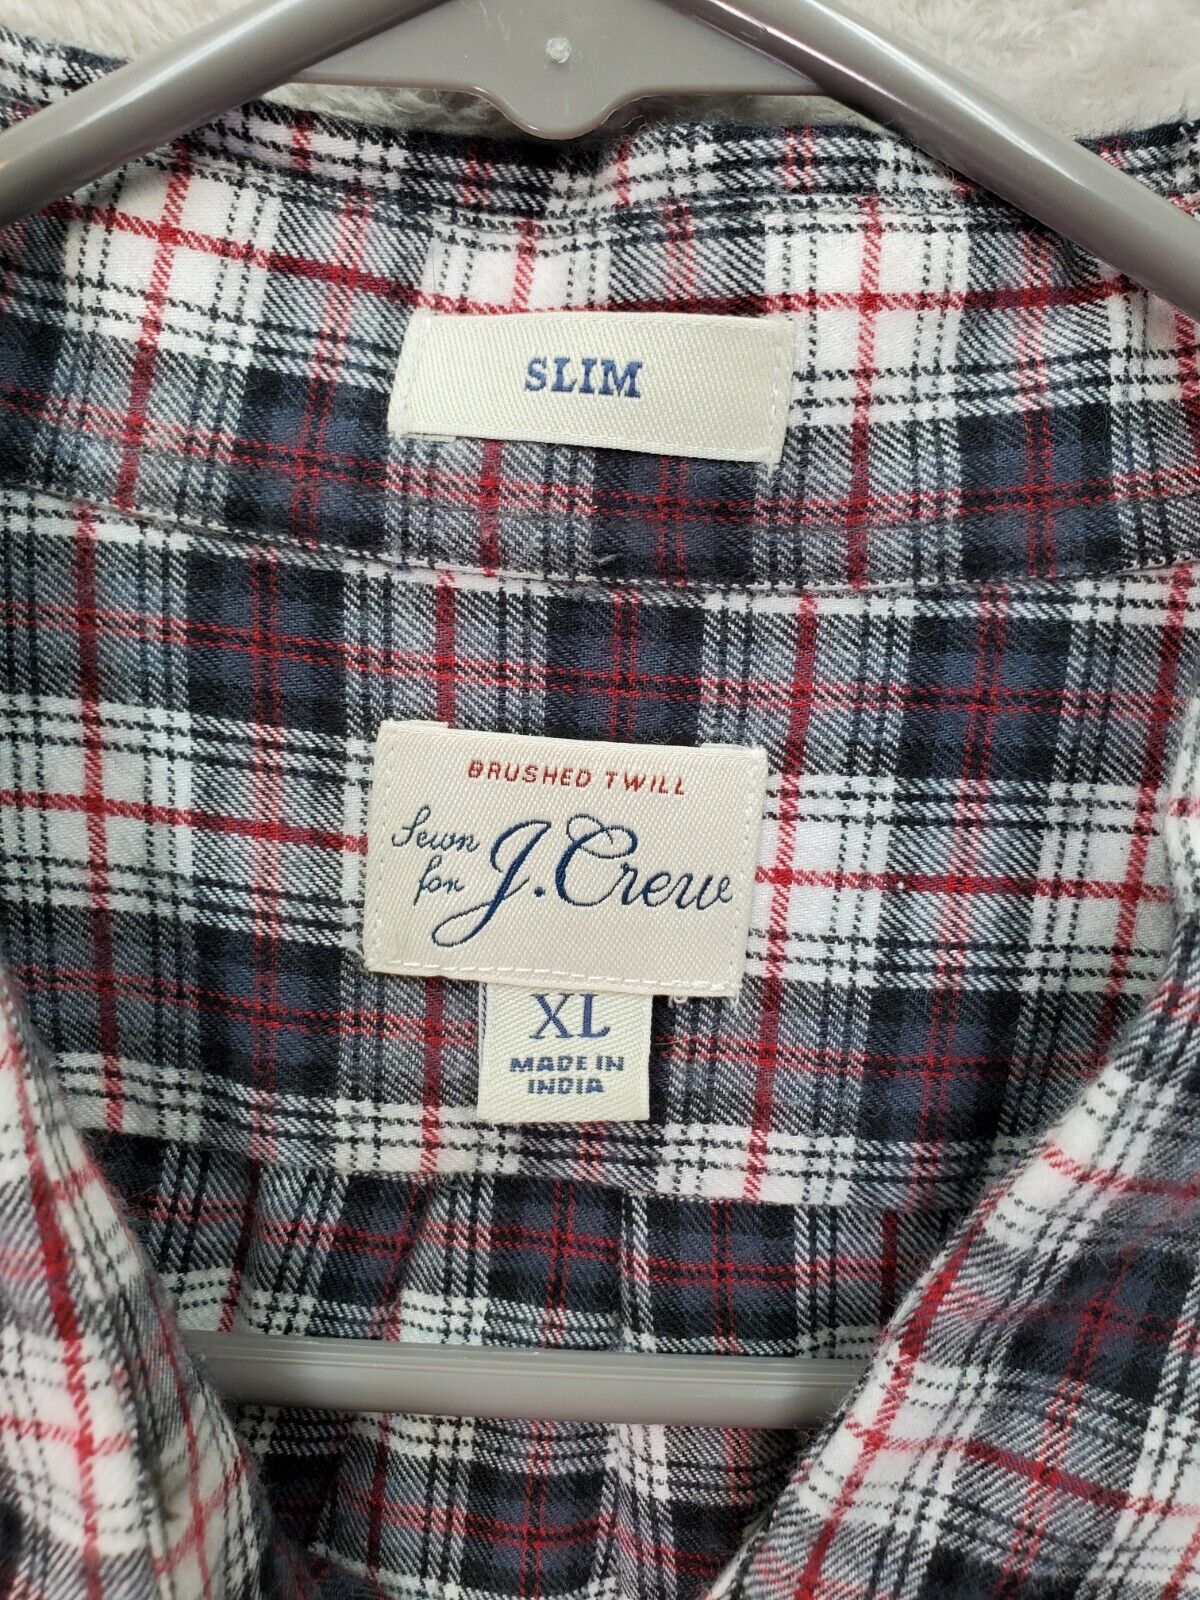 SLIM
BRUSHED TWILL
Sewn
for J.Crew
XL
MADE IN
INDIA